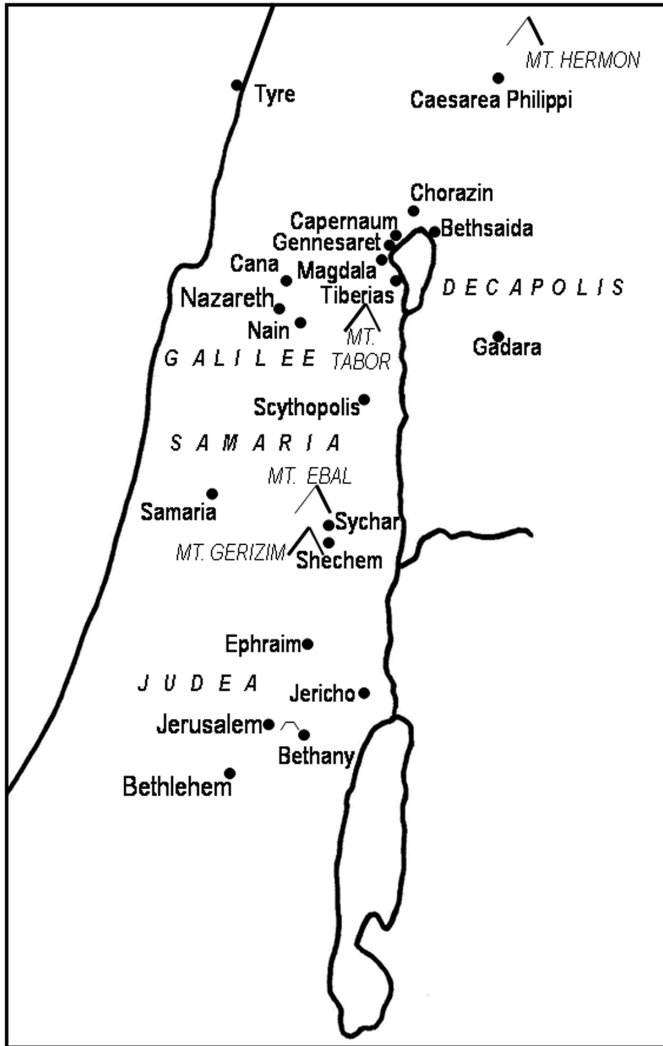 MT. HERMON
Tyre
Caesarea Philippi
Chorazin
Capernaum
Bethsaida
Gennesaret
Cana
Magdala
DECAPOLIS
Nazareth
Tiberias
Nain
MT.
TABOR
GALILEE
Gadara
Scythopolis
SAMARIA
MT. EBAL
Samaria
Sychar
MT. GERIZIM
Shechem
Ephraim
JUDEA
Jericho
Jerusalem
Bethany
Bethlehem